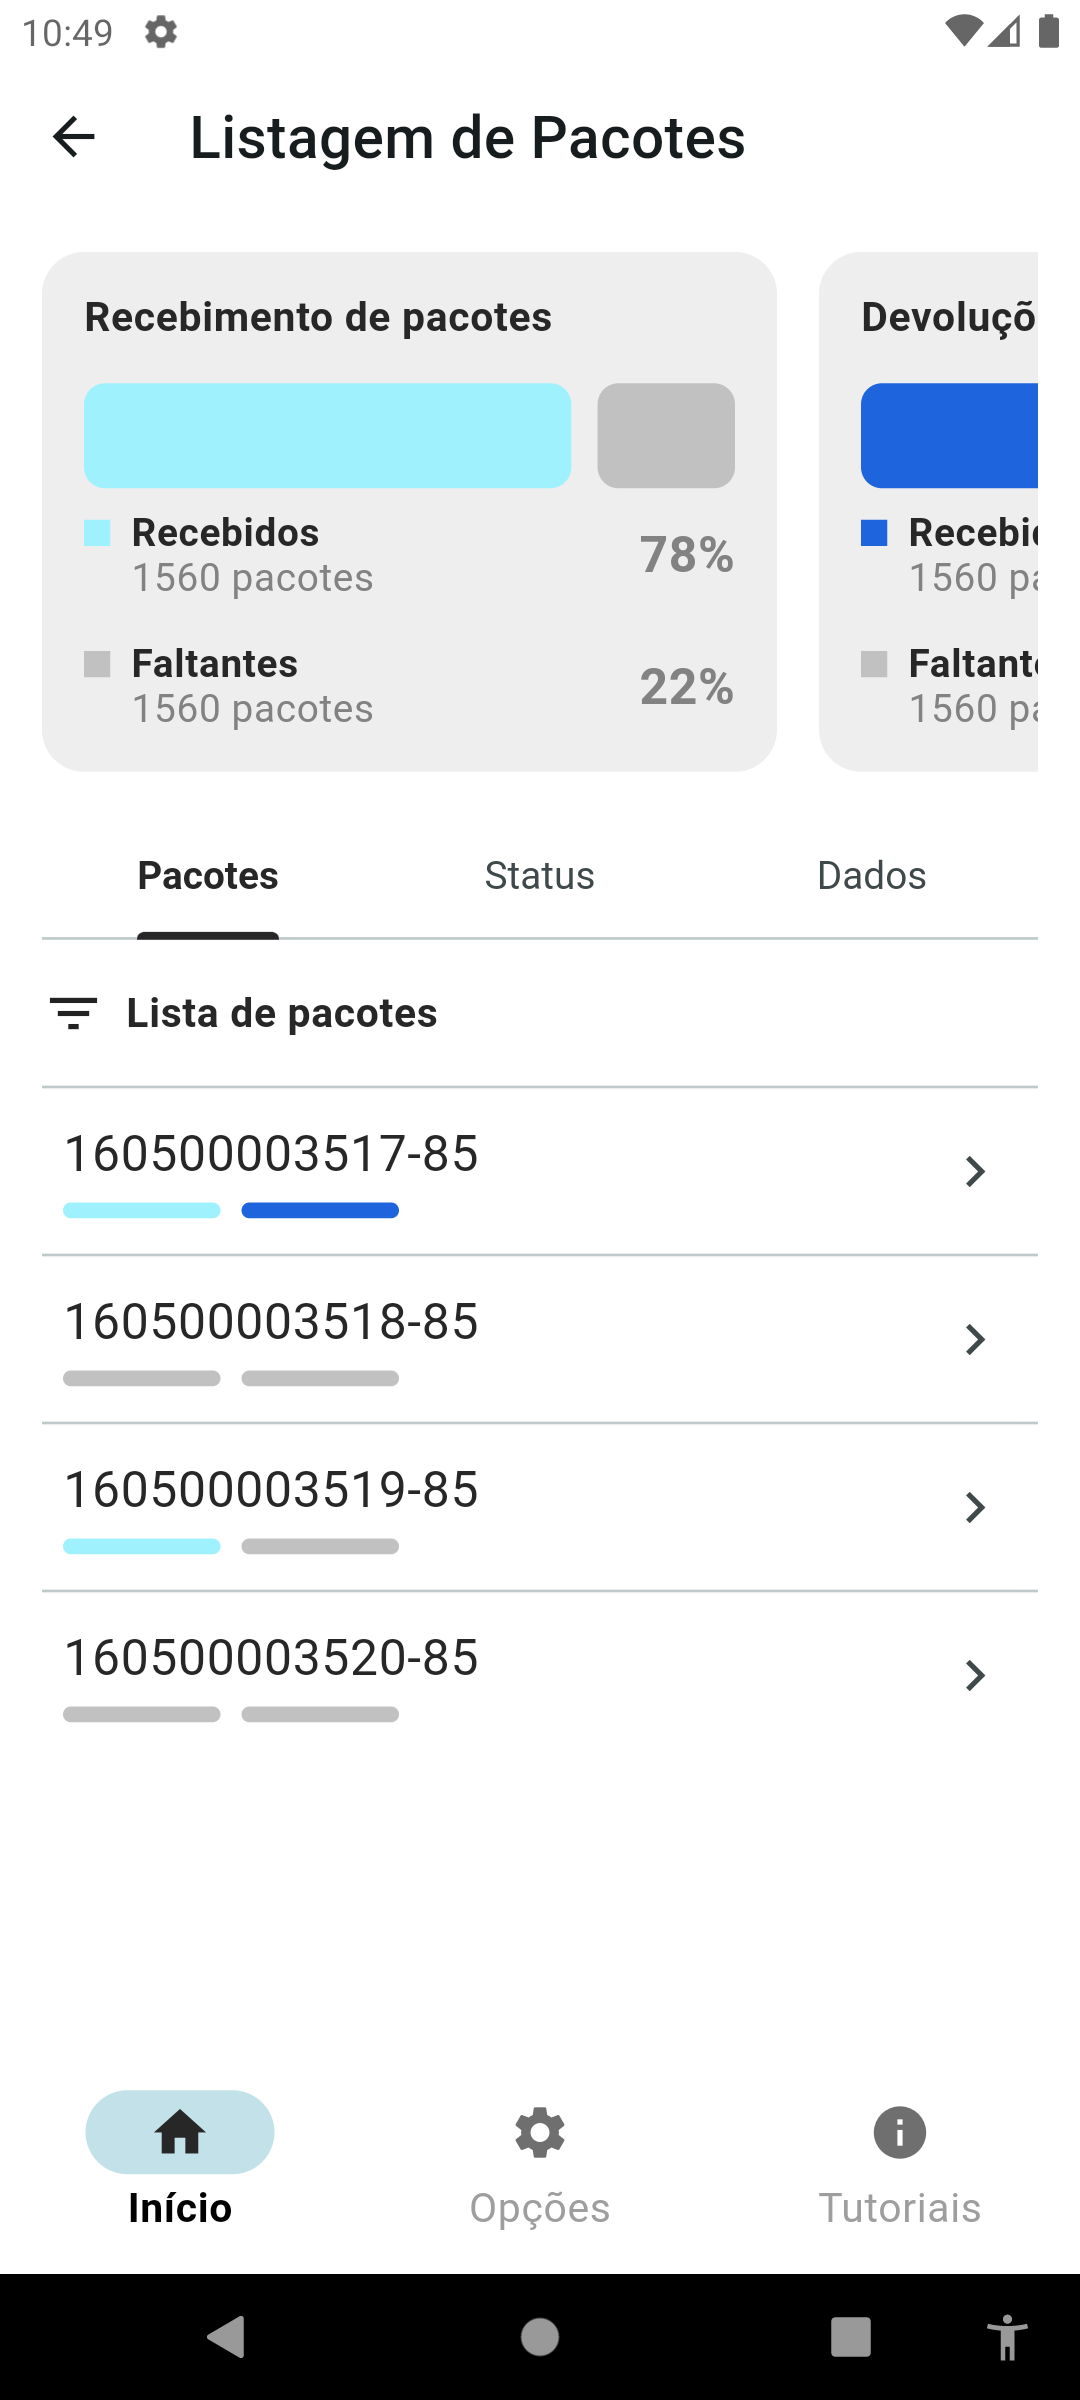 10:49
Listagem de Pacotes
Recebimento de pacotes
Recebidos
1560 pacotes
78%
Faltantes
1560 pacotes
22%
Devoluçõ
Recebi
1560 pa
Faltant
1560 pa
Pacotes
Status
Dados
Lista de pacotes
160500003517-85
160500003518-85
160500003519-85
160500003520-85
Início
Opções
Tutoriais